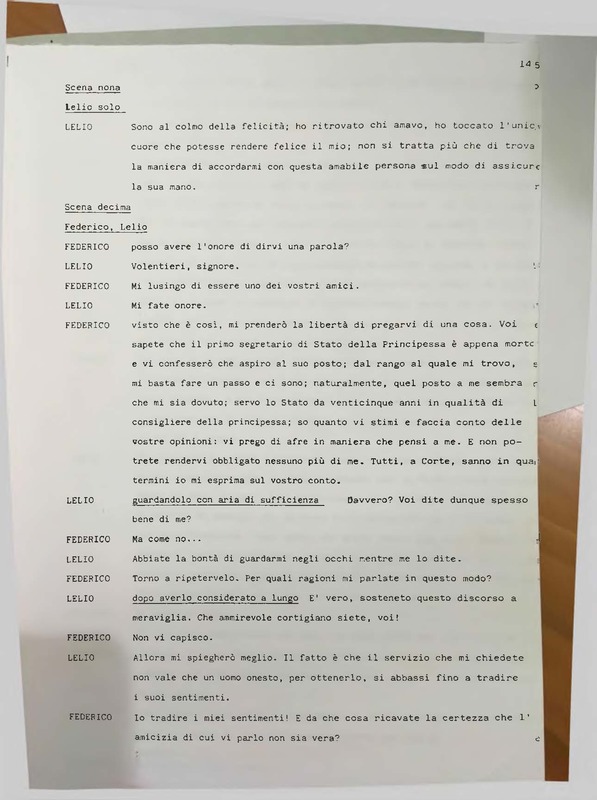 145
Scena nona
Lelio solo
LELIO Sono al colmo della felicità; ho ritrovato chi amavo, ho toccato l'unic
cuore che potesse rendere felice il mio; non si tratta più che di trova
la maniera di accordarmi con questa amabile persona sul modo di assicur
la sua mano.
Scena decima
Federico, Lelio
FEDERICO posso avere l'onore di dirvi una parola?
LELIO Volentieri, signore.
FEDERICO Mi lusingo di essere uno dei vostri amici.
LELIO Mi fate onore.
FEDERICO visto che è così, mi prenderò la libertà di pregarvi di una cosa. Voi
sapete che il primo segretario di Stato della Principessa è appena morto
e vi confesserò che aspiro al suo posto; dal rango al quale mi trovo,
mi basta fare un passo e ci sono; naturalmente, quel posto a me sembra
che mi sia dovuto; servo lo Stato da venticinque anni in qualità di
consigliere della principessa; so quanto vi stimi e faccia conto delle
vostre opinioni: vi prego di afre in maniera che pensi a me. E non po-
trete rendervi obbligato nessuno più di me. Tutti, a Corte, sanno in qua
termini io mi esprima sul vostro conto.
LELIO guardandolo con aria di sufficienza Davvero? Voi dite dunque spesso
bene di me?
FEDERICO Ma come no...
LELIO Abbiate la bontà di guardarmi negli occhi mentre me lo dite.
FEDERICO Torno a ripetervelo. Per quali ragioni mi parlate in questo modo?
LELIO dopo averlo considerato a lungo E' vero, sosteneto questo discorso a
meraviglia. Che ammirevole cortigiano siete, voi!
FEDERICO Non vi capisco.
LELIO Allora mi spiegherò meglio. Il fatto è che il servizio che mi chiedete
non vale che un uomo onesto, per ottenerlo, si abbassi fino a tradire
i suoi sentimenti.
FEDERICO Io tradire i miei sentimenti! E da che cosa ricavate la certezza che l'
amicizia di cui vi parlo non sia vera?